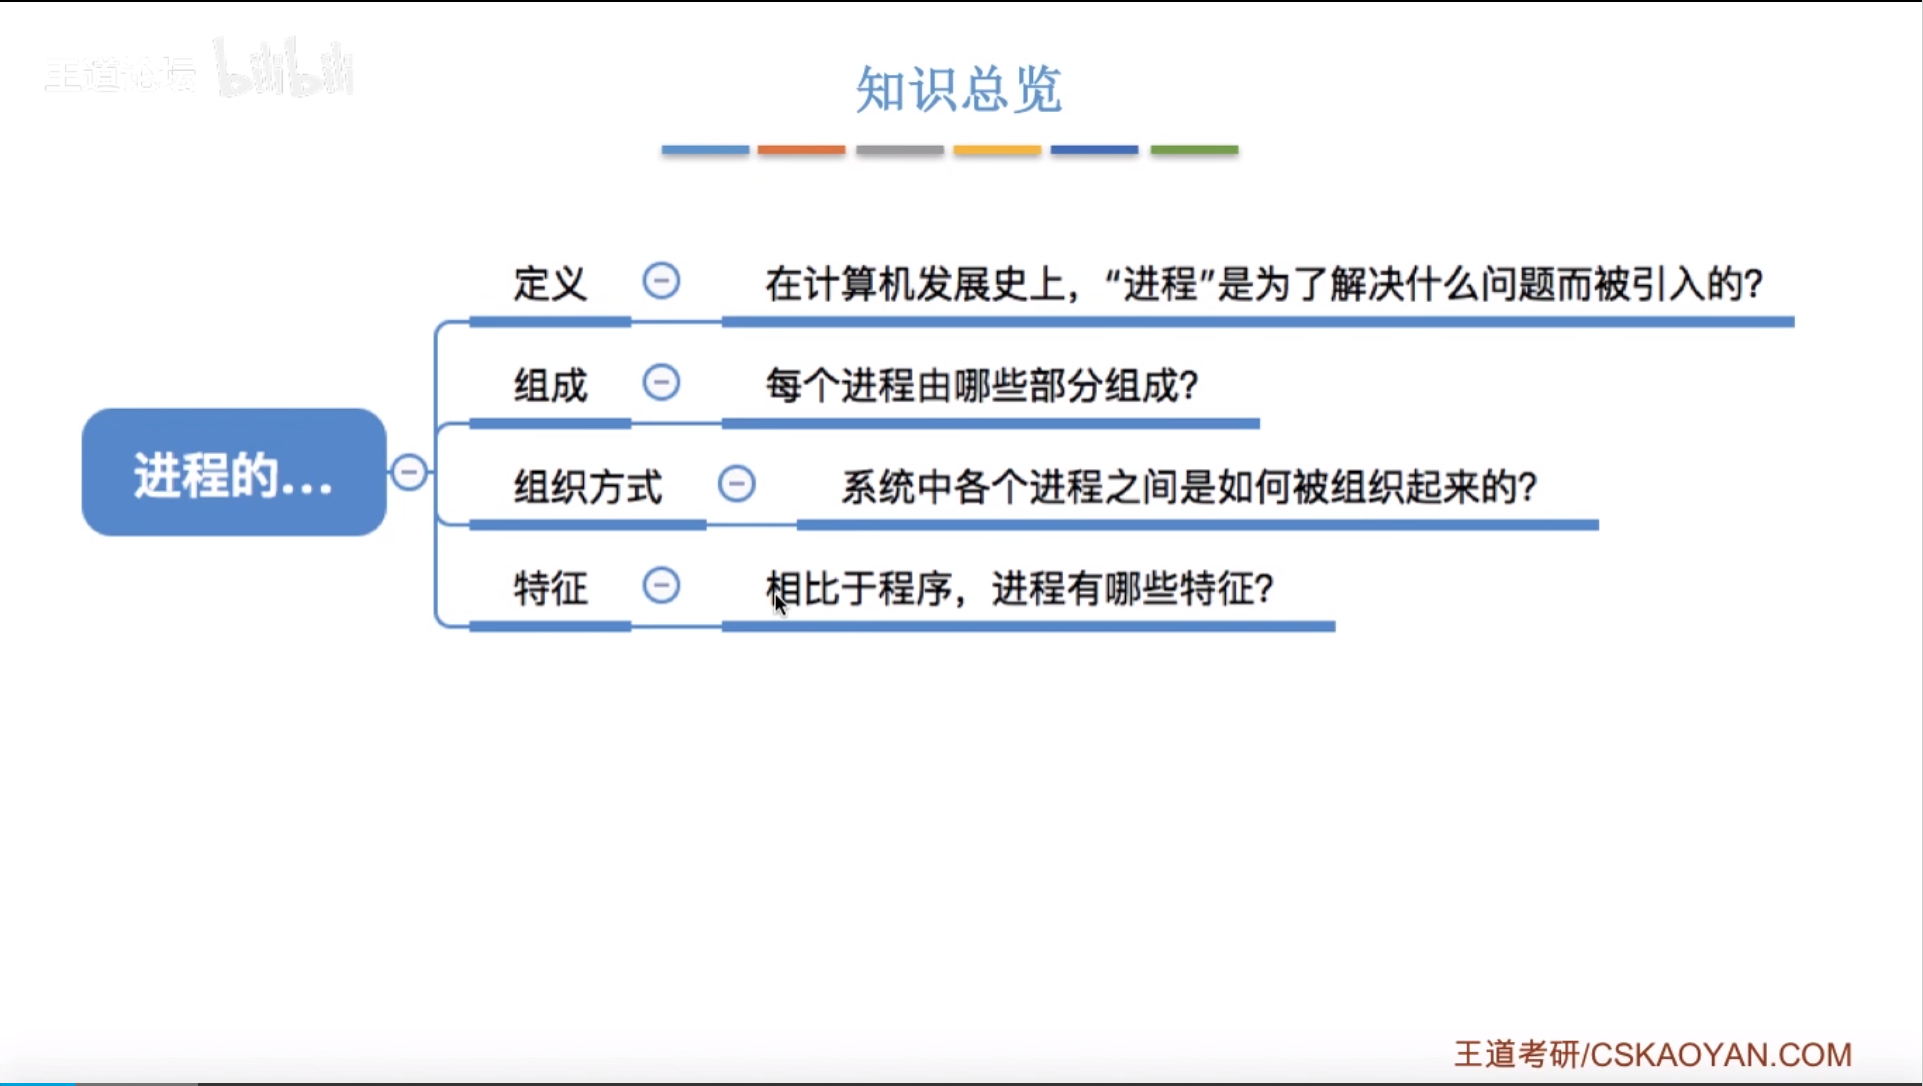 王道论坛 bilibili
知识总览
定义 在计算机发展史上，“进程”是为了解决什么问题而被引入的？
组成 每个进程由哪些部分组成？
进程的...
组织方式 系统中各个进程之间是如何被组织起来的？
特征 相比于程序，进程有哪些特征？
王道考研/CSKAOYAN.COM